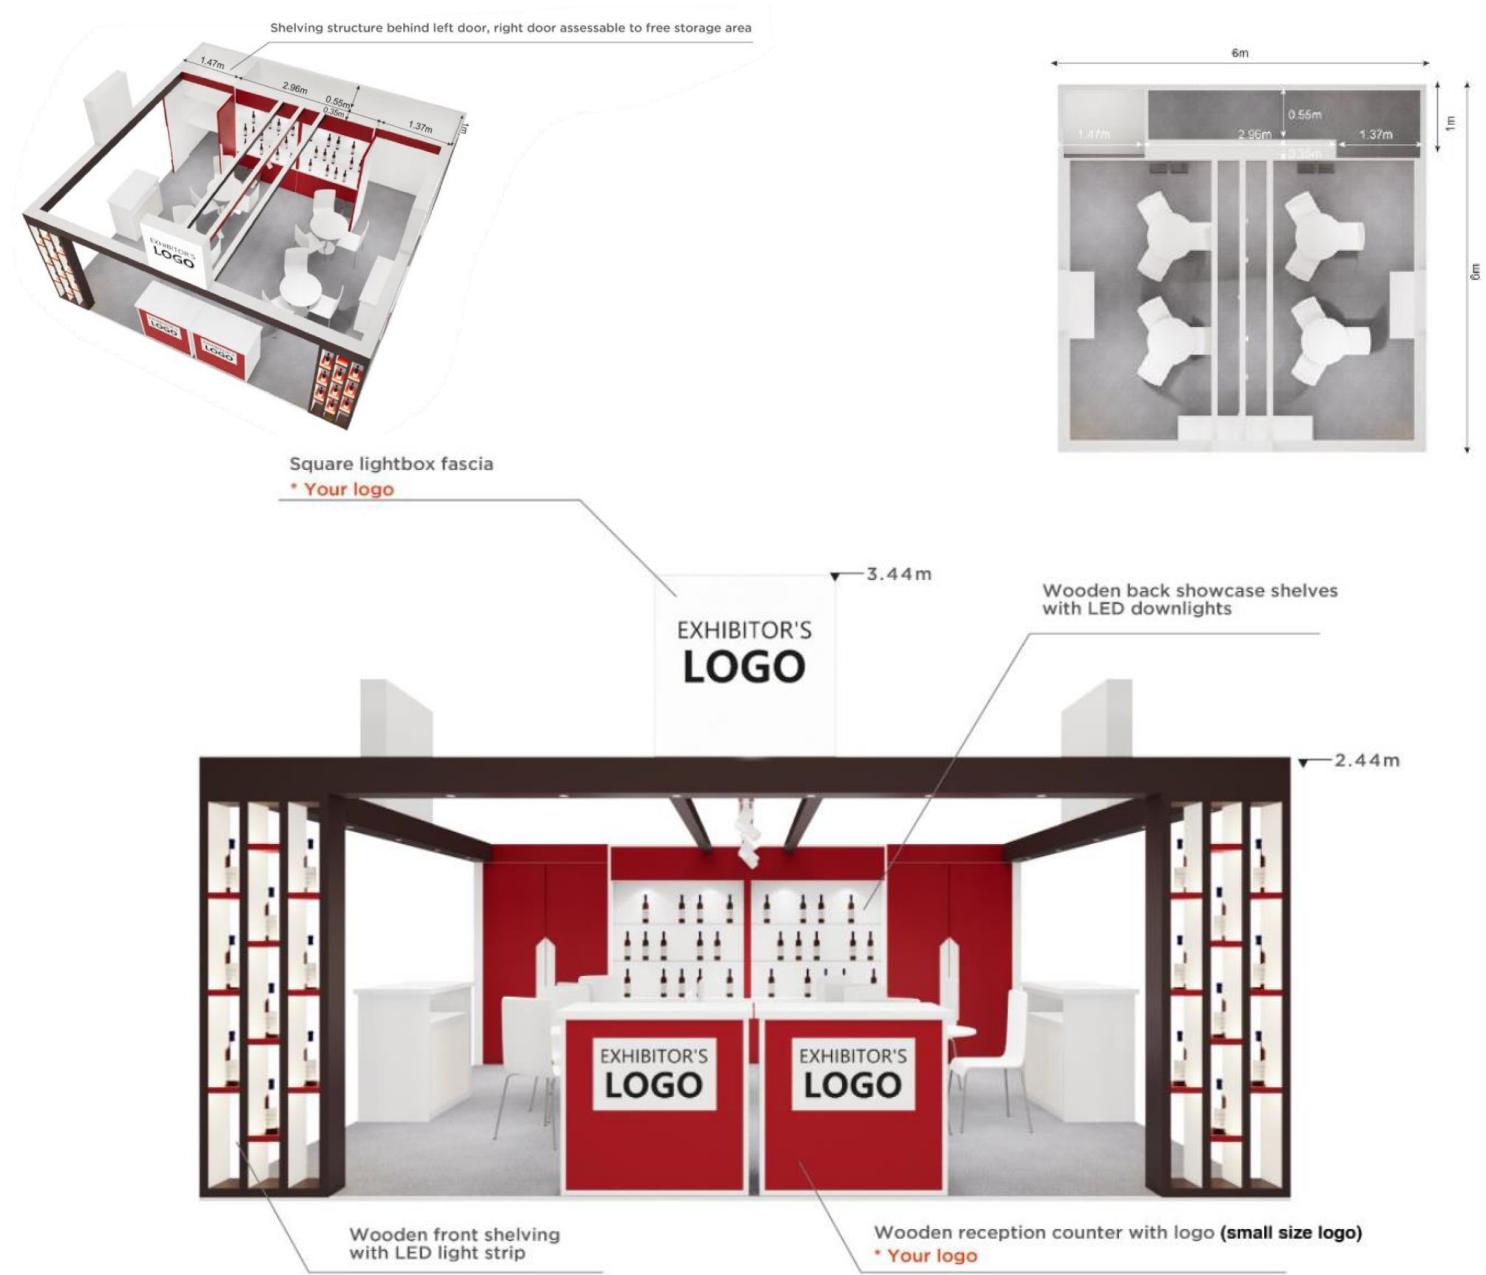 Shelving structure behind left door, right door assessable to free storage area
1.47m
2.96m
0.55m
0.35m
1.37m
1m
EXHIBITOR'S
LOGO
LOGO
LOGO
6m
0.55m
1m
1.47m
2.96m
1.37m
0.35m
6m
Square lightbox fascia
* Your logo
3.44m
EXHIBITOR'S
LOGO
Wooden back showcase shelves
with LED downlights
2.44m
EXHIBITOR'S
LOGO
EXHIBITOR'S
LOGO
Wooden front shelving
with LED light strip
Wooden reception counter with logo (small size logo)
* Your logo